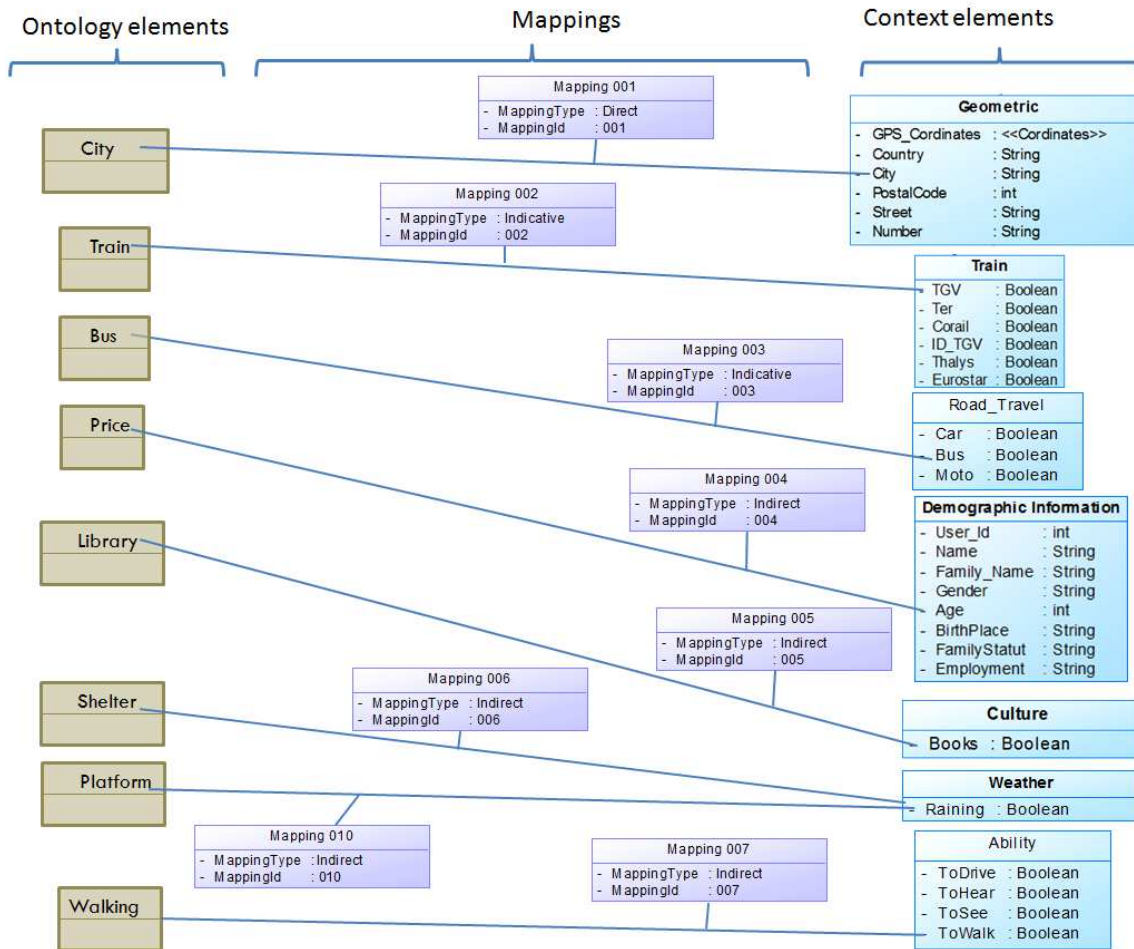 Ontology elements
Mappings
Context elements
City
Train
Bus
Price
Library
Shelter
Platform
Walking
Mapping 001
- MappingType : Direct
- MappingId : 001
Mapping 002
- MappingType : Indicative
- MappingId : 002
Mapping 003
- MappingType : Indicative
- MappingId : 003
Mapping 004
- MappingType : Indirect
- MappingId : 004
Mapping 005
- MappingType : Indirect
- MappingId : 005
Mapping 006
- MappingType : Indirect
- MappingId : 006
Mapping 010
- MappingType : Indirect
- MappingId : 010
Mapping 007
- MappingType : Indirect
- MappingId : 007
Geometric
- GPS_Cordinates : <<Cordinates>>
- Country : String
- City : String
- PostalCode : int
- Street : String
- Number : String
Train
- TGV : Boolean
- Ter : Boolean
- Corail : Boolean
- ID_TGV : Boolean
- Thalys : Boolean
- Eurostar : Boolean
Road_Travel
- Car : Boolean
- Bus : Boolean
- Moto : Boolean
Demographic Information
- User_Id : int
- Name : String
- Family_Name : String
- Gender : String
- Age : int
- BirthPlace : String
- FamilyStatut : String
- Employment : String
Culture
- Books : Boolean
Weather
- Raining : Boolean
Ability
- ToDrive : Boolean
- ToHear : Boolean
- ToSee : Boolean
- ToWalk : Boolean